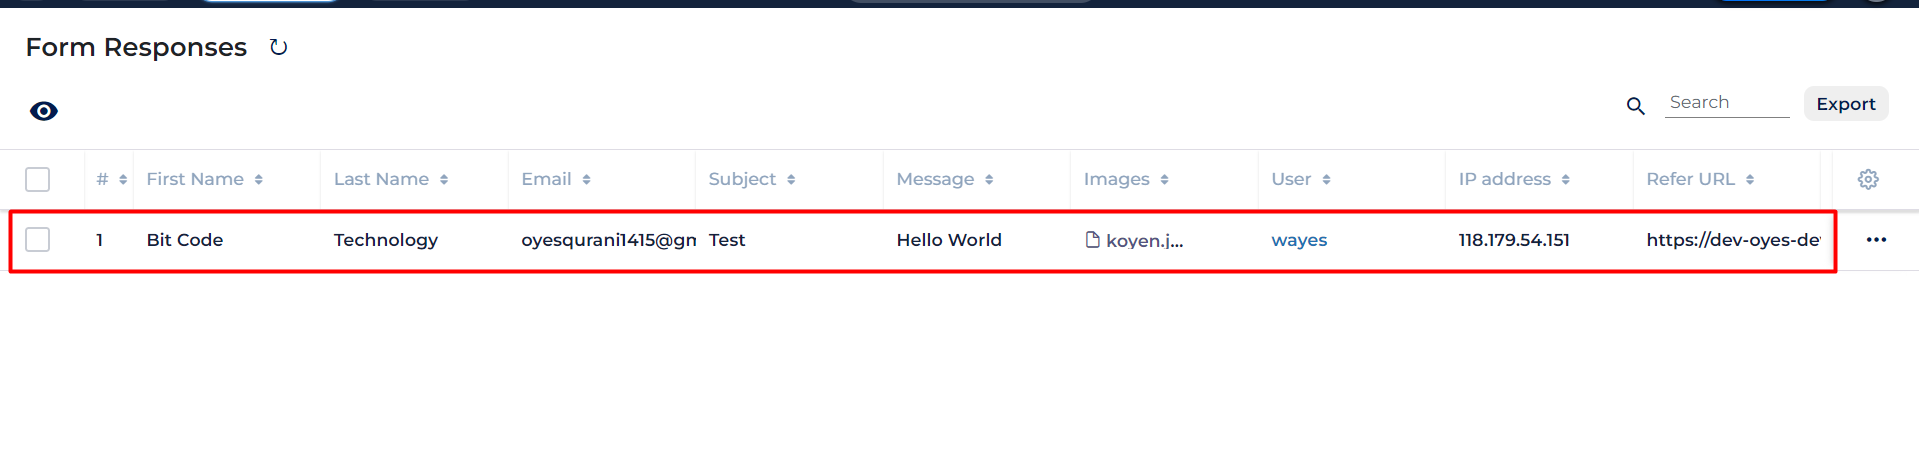 Form Responses
Search Export
# First Name Last Name Email Subject Message Images User IP address Refer URL
1 Bit Code Technology oyesqurani1415@gm Test Hello World koyen.j... wayes 118.179.54.151 https://dev-oyes-de